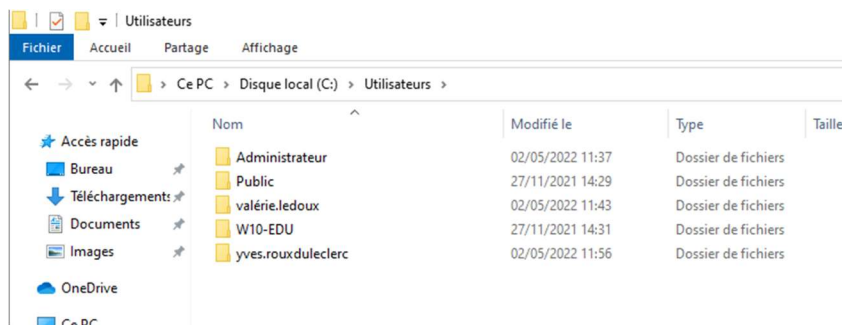 Utilisateurs
Fichier Accueil Partage Affichage
Ce PC > Disque local (C:) > Utilisateurs >
Nom Modifié le Type Taille
Accès rapide
Bureau
Téléchargements
Documents
Images
OneDrive
Ce PC
Administrateur 02/05/2022 11:37 Dossier de fichiers
Public 27/11/2021 14:29 Dossier de fichiers
valérie.ledoux 02/05/2022 11:43 Dossier de fichiers
W10-EDU 27/11/2021 14:31 Dossier de fichiers
yves.rouxduleclerc 02/05/2022 11:56 Dossier de fichiers